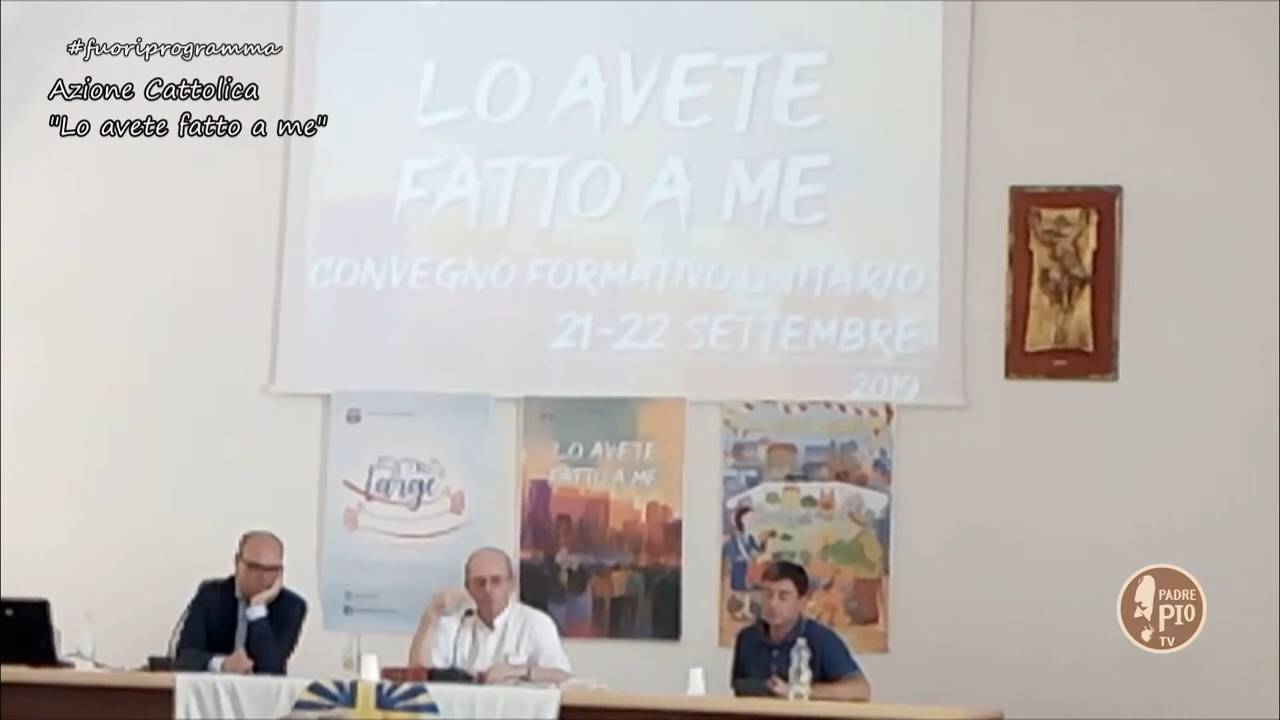 #fuoriprogramma
Azione Cattolica
"Lo avete fatto a me"
LO AVETE
FATTO A ME
CONVEGNO FORMATIVO UNITARIO
21-22 SETTEMBRE
2019
Large
LO AVETE
FATTO A ME
PADRE
PIO
TV